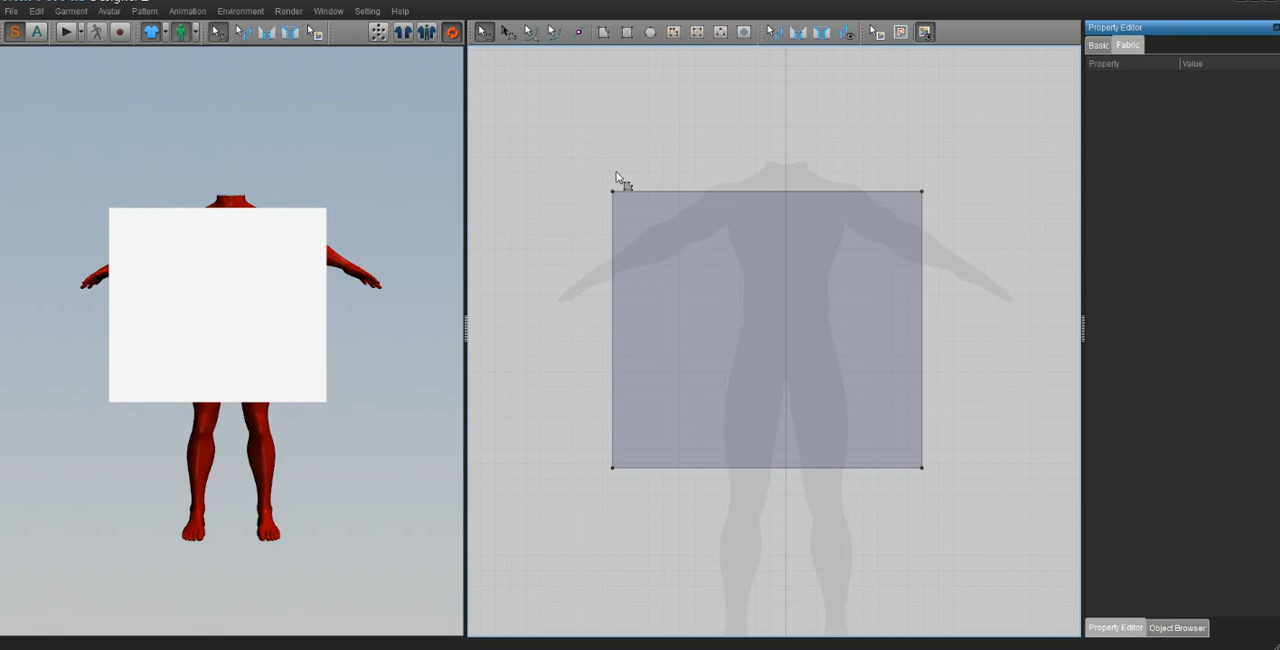 File Edit Garment Avatar Pattern Animation Environment Render Window Setting Help
S A
Property Editor
Basic Fabric
Property Value
Property Editor Object Browser